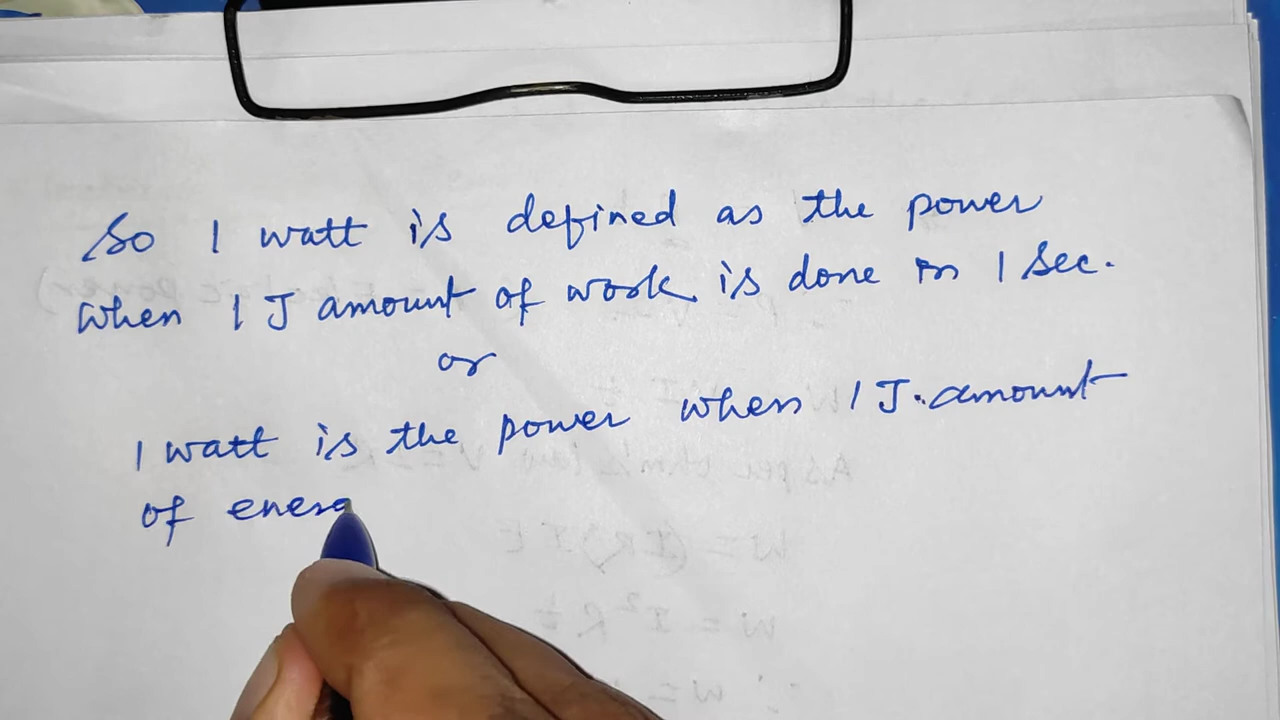 So 1 watt is defined as the power
when 1 J amount of work is done in 1 sec.
or
1 watt is the power when 1 J. amount
of energ